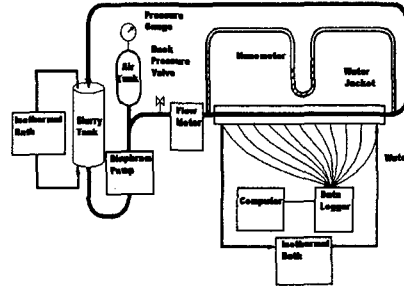 Pressure
Gauge
Air
Tank
Back
Pressure
Valve
Manometer
Water
Jacket
Isothermal
Bath
Slurry
Tank
Flow
Meter
Diaphram
Pump
Water
Computer
Data
Logger
Isothermal
Bath